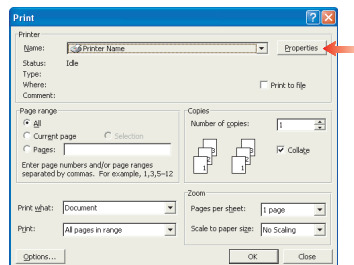 Print
Printer
Name: Printer Name Properties
Status: Idle
Type:
Where:
Comment:
Print to file
Page range
All
Current page Selection
Pages:
Enter page numbers and/or page ranges
separated by commas. For example, 1,3,5–12
Copies
Number of copies: 1
Collate
Print what: Document
Print: All pages in range
Zoom
Pages per sheet: 1 page
Scale to paper size: No Scaling
Options... OK Close